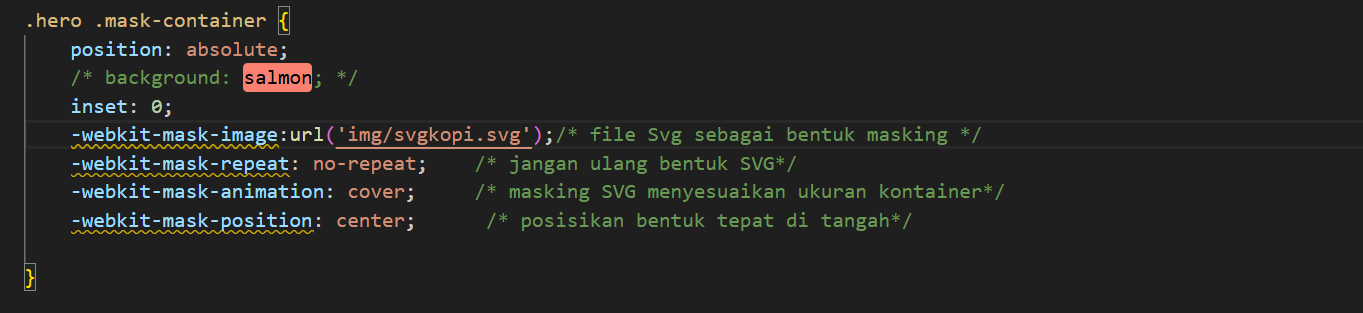 .hero .mask-container {
position: absolute;
/* background: salmon; */
inset: 0;
-webkit-mask-image:url('img/svgkopi.svg');/* file Svg sebagai bentuk masking */
-webkit-mask-repeat: no-repeat; /* jangan ulang bentuk SVG*/
-webkit-mask-animation: cover; /* masking SVG menyesuaikan ukuran kontainer*/
-webkit-mask-position: center; /* posisikan bentuk tepat di tangah*/
}